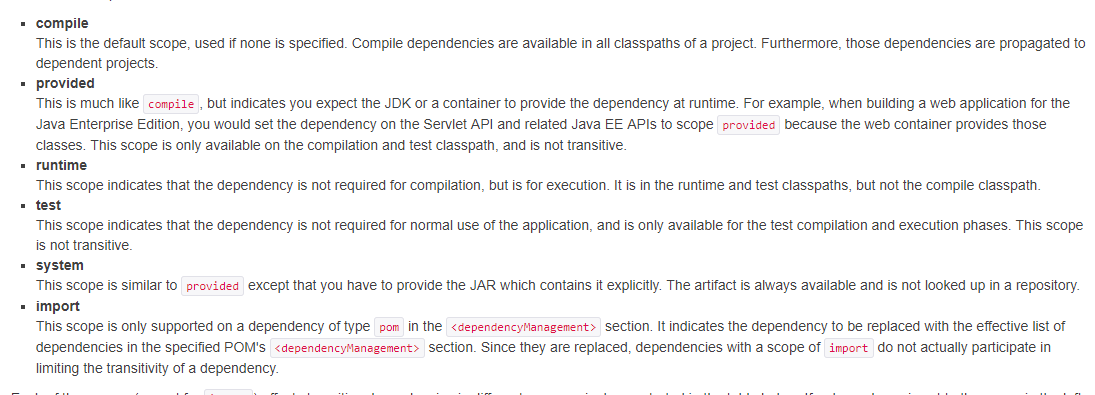 compile
This is the default scope, used if none is specified. Compile dependencies are available in all classpaths of a project. Furthermore, those dependencies are propagated to
dependent projects.
provided
This is much like compile, but indicates you expect the JDK or a container to provide the dependency at runtime. For example, when building a web application for the
Java Enterprise Edition, you would set the dependency on the Servlet API and related Java EE APIs to scope provided because the web container provides those
classes. This scope is only available on the compilation and test classpath, and is not transitive.
runtime
This scope indicates that the dependency is not required for compilation, but is for execution. It is in the runtime and test classpaths, but not the compile classpath.
test
This scope indicates that the dependency is not required for normal use of the application, and is only available for the test compilation and execution phases. This scope
is not transitive.
system
This scope is similar to provided except that you have to provide the JAR which contains it explicitly. The artifact is always available and is not looked up in a repository.
import
This scope is only supported on a dependency of type pom in the <dependencyManagement> section. It indicates the dependency to be replaced with the effective list of
dependencies in the specified POM's <dependencyManagement> section. Since they are replaced, dependencies with a scope of import do not actually participate in
limiting the transitivity of a dependency.